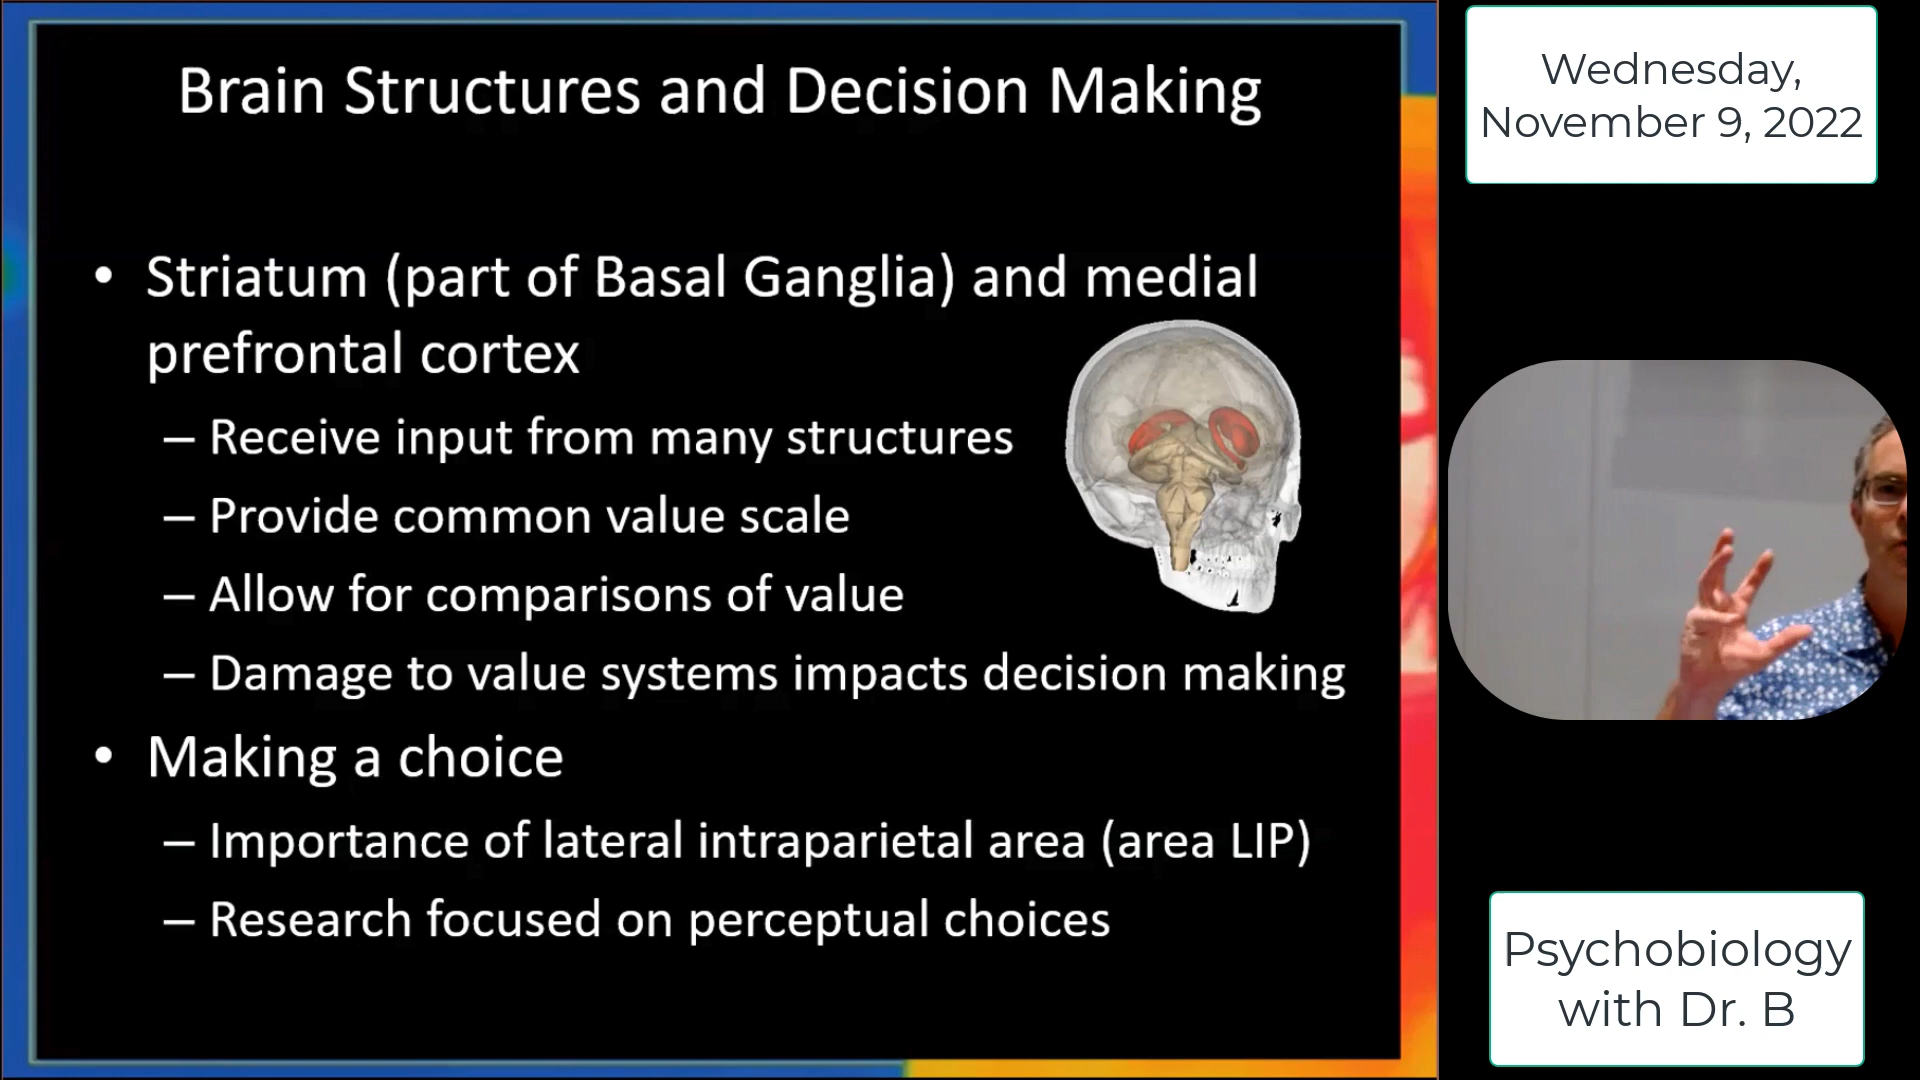 Brain Structures and Decision Making
• Striatum (part of Basal Ganglia) and medial
prefrontal cortex
– Receive input from many structures
– Provide common value scale
– Allow for comparisons of value
– Damage to value systems impacts decision making
• Making a choice
– Importance of lateral intraparietal area (area LIP)
– Research focused on perceptual choices
Wednesday,
November 9, 2022
Psychobiology
with Dr. B